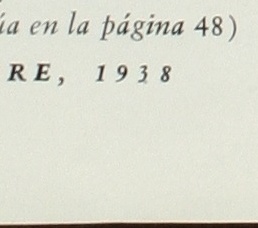 ía en la página 48)
RE, 1938